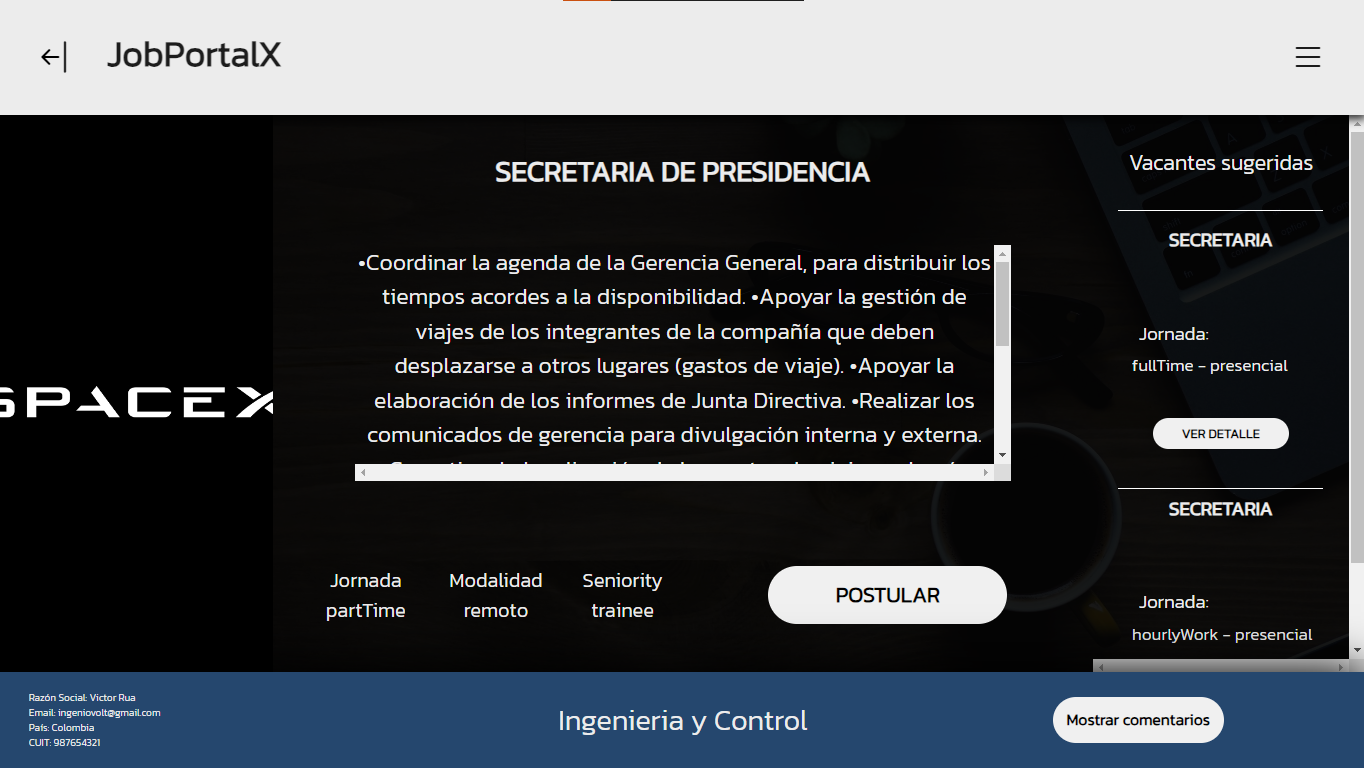 JobPortalX
SPACEX
SECRETARIA DE PRESIDENCIA
•Coordinar la agenda de la Gerencia General, para distribuir los
tiempos acordes a la disponibilidad. •Apoyar la gestión de
viajes de los integrantes de la compañía que deben
desplazarse a otros lugares (gastos de viaje). •Apoyar la
elaboración de los informes de Junta Directiva. •Realizar los
comunicados de gerencia para divulgación interna y externa.
Jornada
partTime
Modalidad
remoto
Seniority
trainee
POSTULAR
Vacantes sugeridas
SECRETARIA
Jornada:
fullTime - presencial
VER DETALLE
SECRETARIA
Jornada:
hourlyWork - presencial
Razón Social: Victor Rua
Email: ingeniovolt@gmail.com
País: Colombia
CUIT: 987654321
Ingenieria y Control
Mostrar comentarios